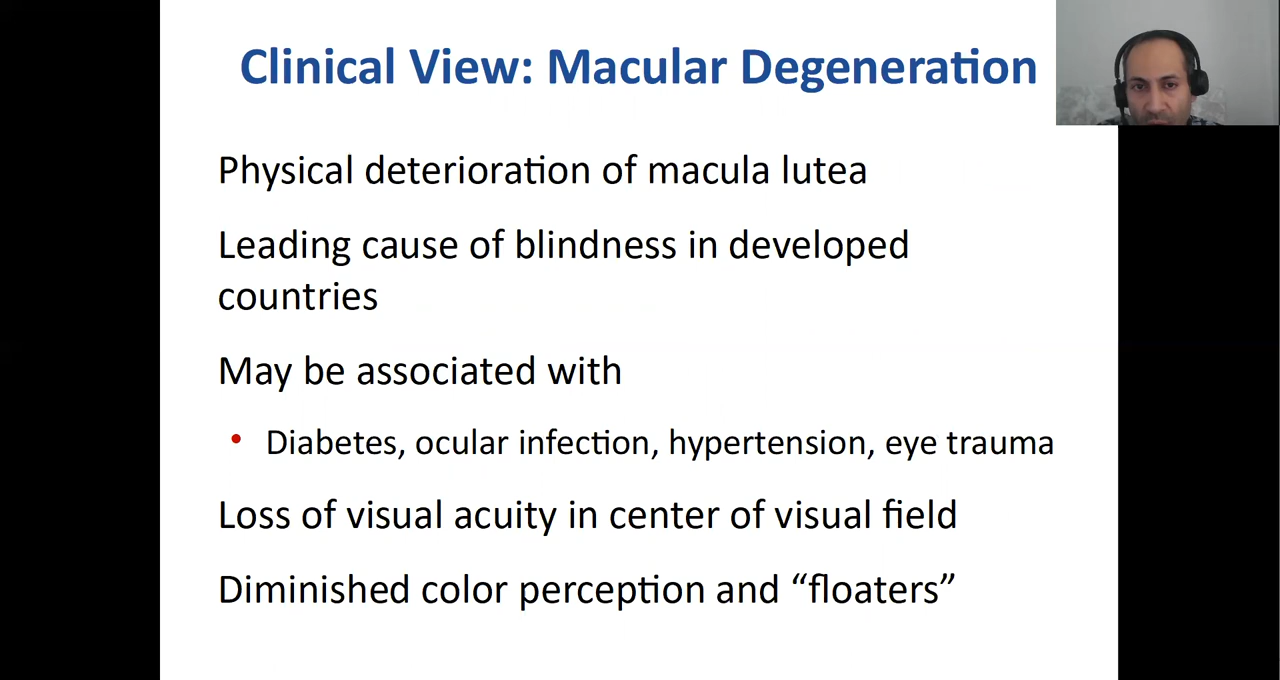 Clinical View: Macular Degeneration
Physical deterioration of macula lutea
Leading cause of blindness in developed
countries
May be associated with
• Diabetes, ocular infection, hypertension, eye trauma
Loss of visual acuity in center of visual field
Diminished color perception and “floaters”